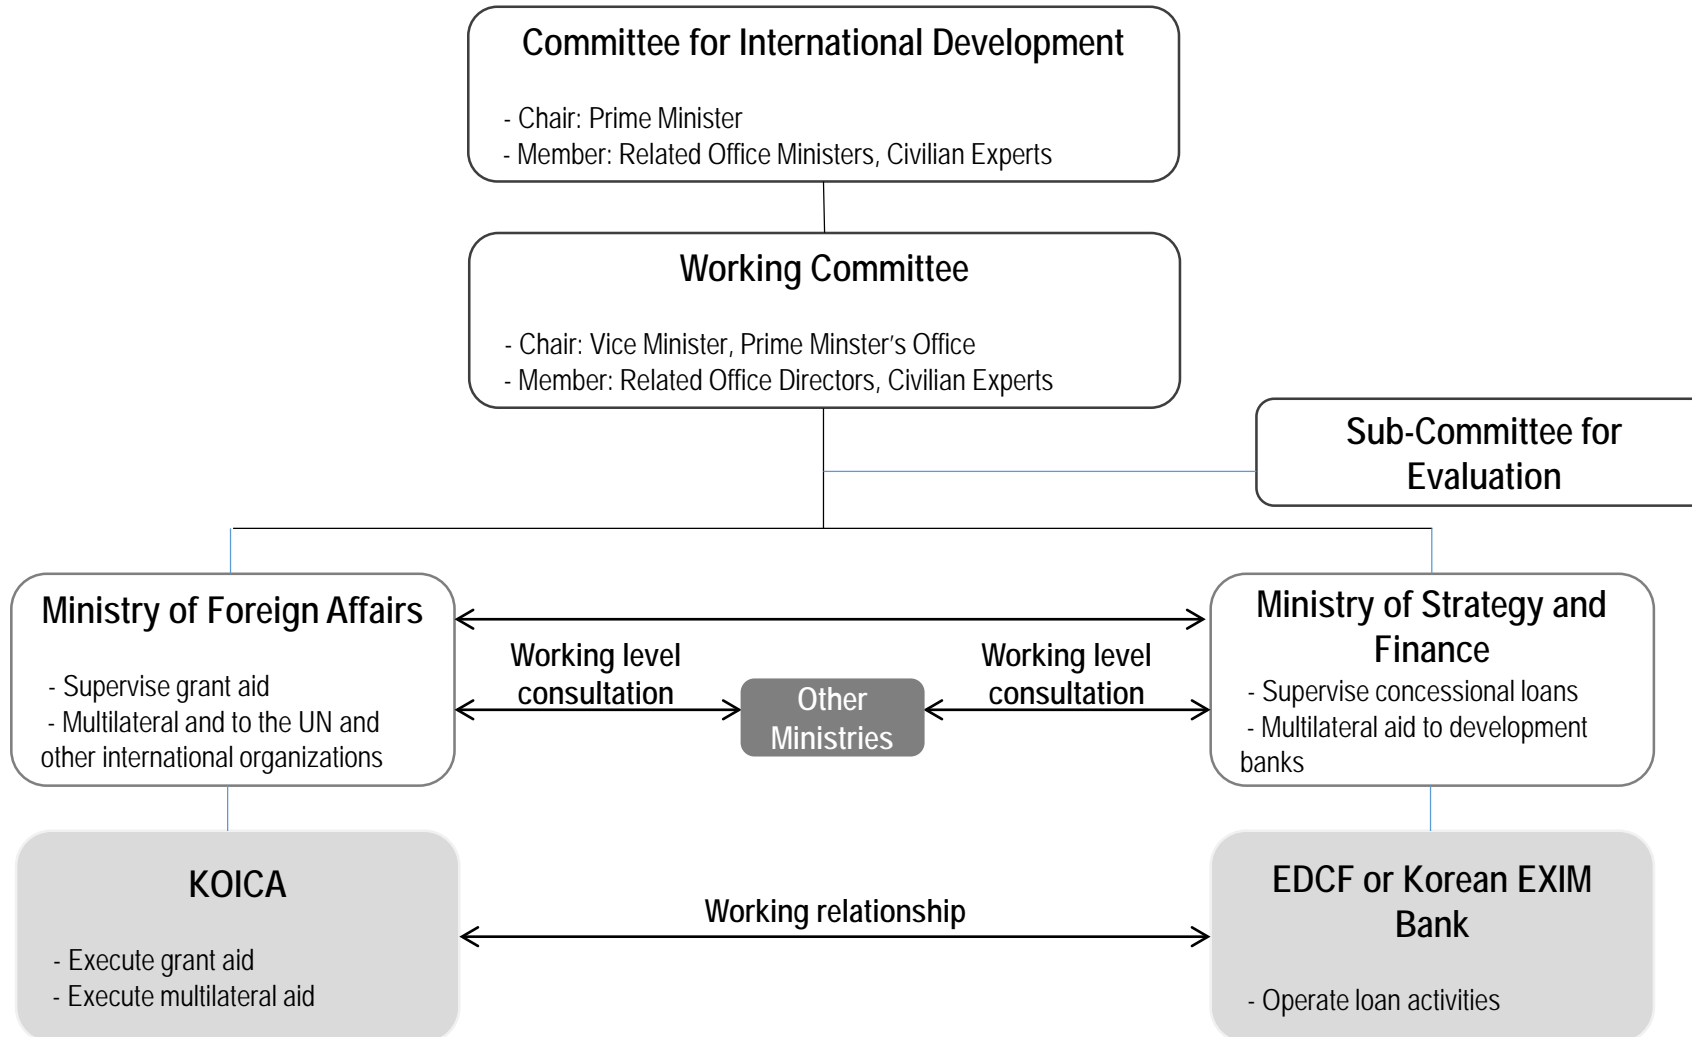 Committee for International Development
- Chair: Prime Minister
- Member: Related Office Ministers, Civilian Experts
Working Committee
- Chair: Vice Minister, Prime Minster's Office
- Member: Related Office Directors, Civilian Experts
Sub-Committee for
Evaluation
Ministry of Foreign Affairs
- Supervise grant aid
- Multilateral and to the UN and
other international organizations
Working level
consultation
Other
Ministries
Working level
consultation
Ministry of Strategy and
Finance
- Supervise concessional loans
- Multilateral aid to development
banks
KOICA
- Execute grant aid
- Execute multilateral aid
Working relationship
EDCF or Korean EXIM
Bank
- Operate loan activities